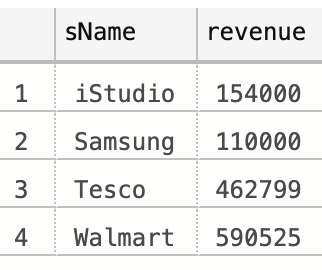 sName revenue
1 iStudio 154000
2 Samsung 110000
3 Tesco 462799
4 Walmart 590525